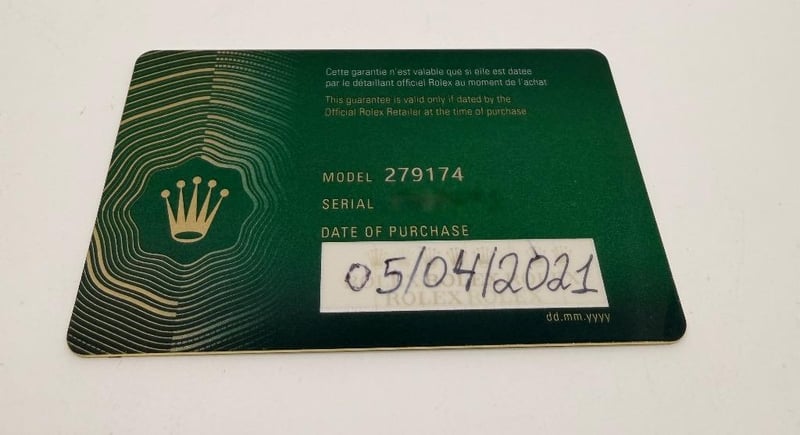 Cette garantie n'est valable que si elle est datée
par le détaillant officiel Rolex au moment de l'achat
This guarantee is valid only if dated by the
Official Rolex Retailer at the time of purchase
MODEL 279174
SERIAL
DATE OF PURCHASE
05/04/2021
ROLEX ROLEX
dd.mm.yyyy